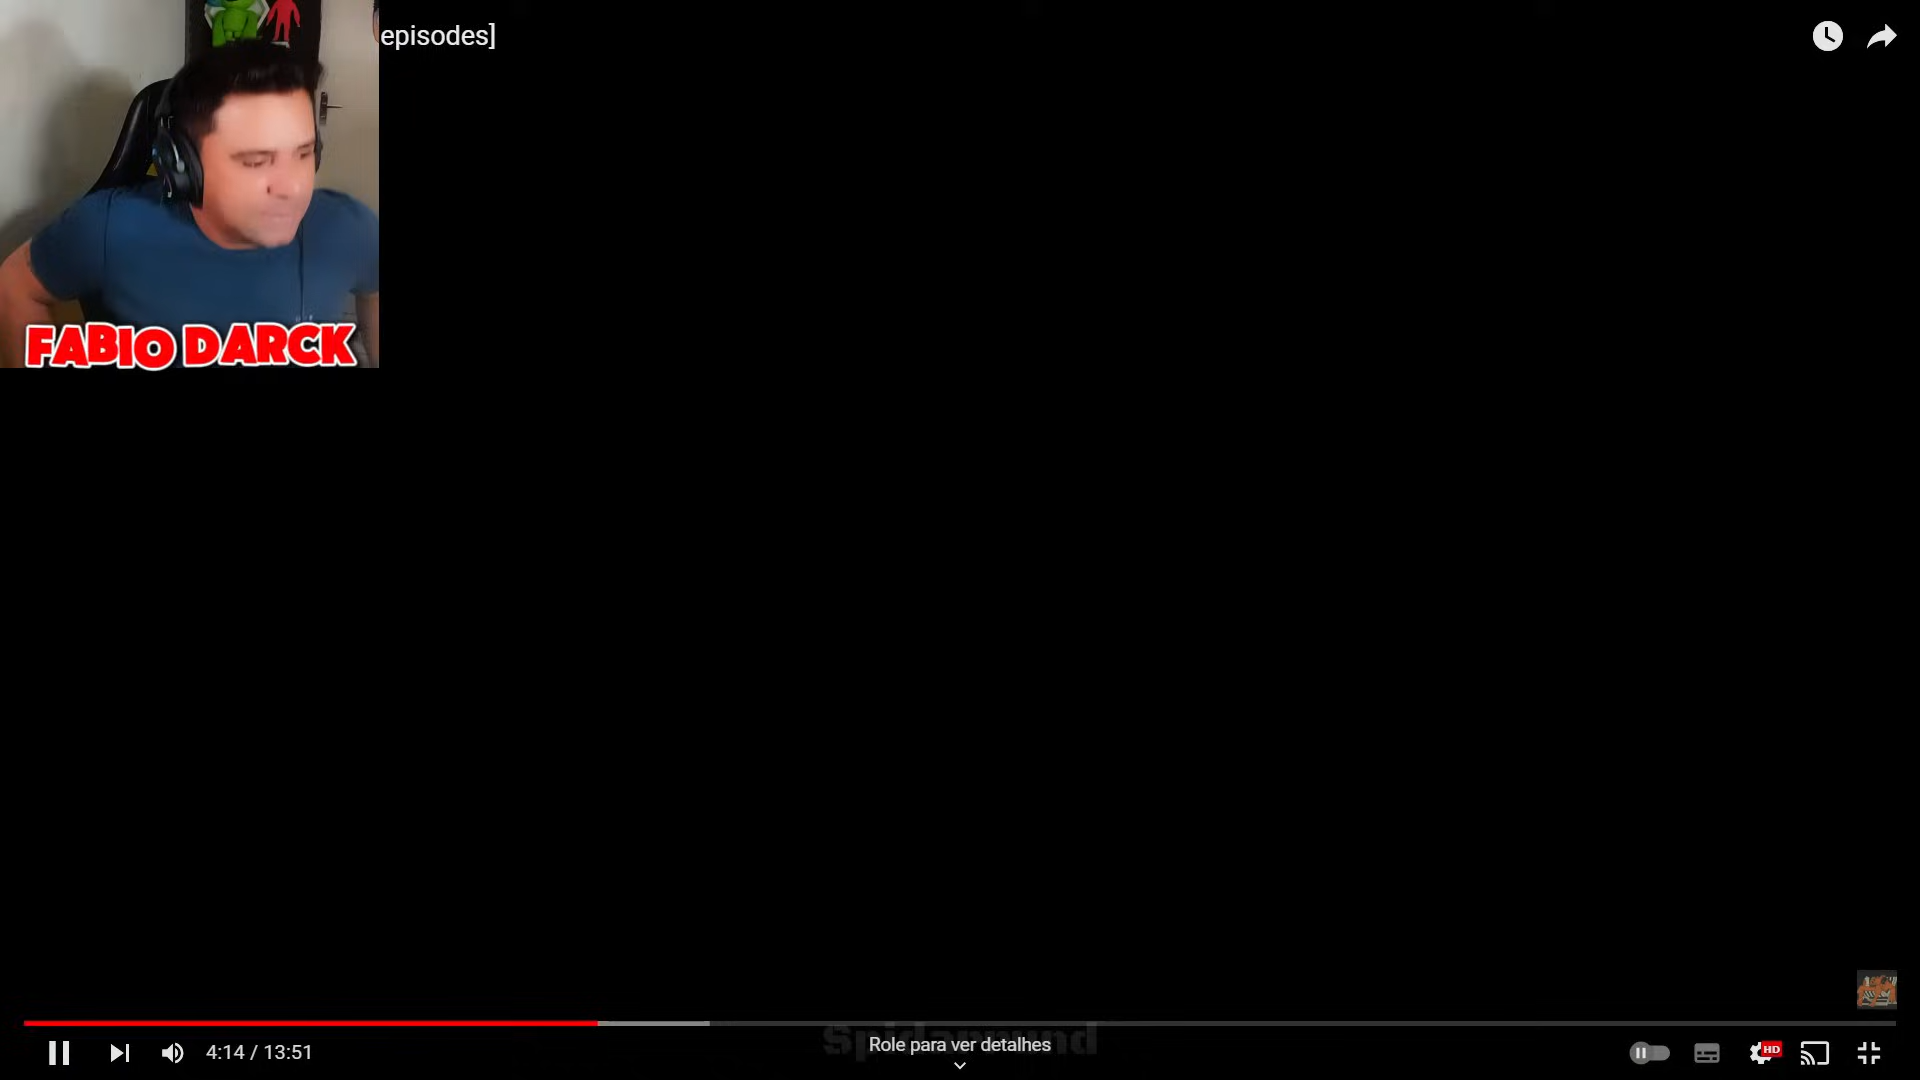 episodes]
FABIO DARCK
4:14 / 13:51
Role para ver detalhes
HD